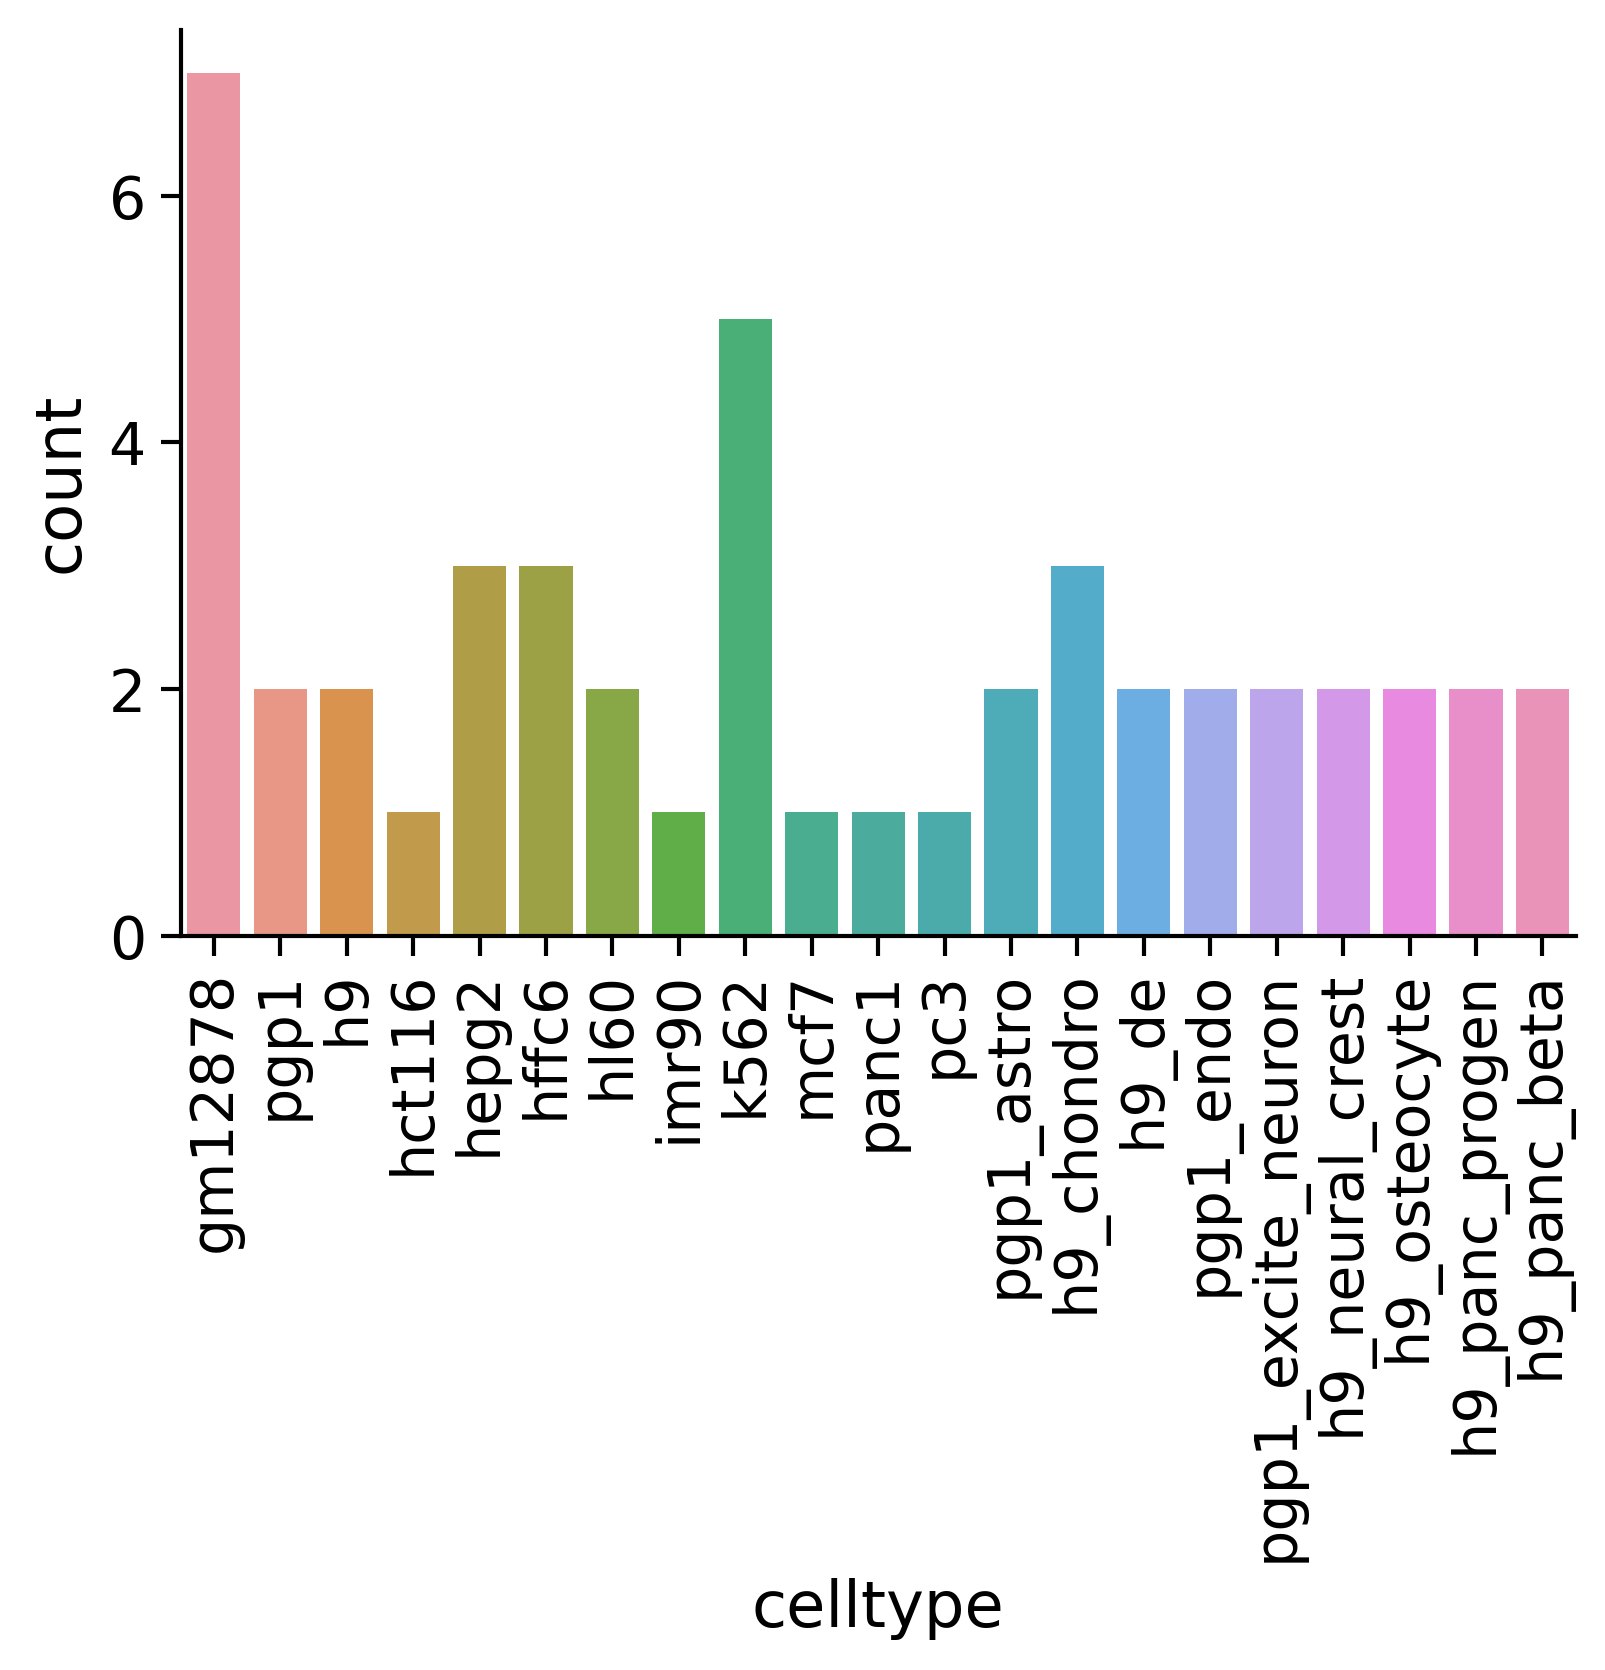 count
6
4
2
0
gm12878
pgp1
h9
hct116
hepg2
hffc6
hl60
imr90
k562
mcf7
panc1
pc3
pgp1_astro
h9_chondro
h9_de
pgp1_endo
pgp1_excite_neuron
h9_neural_crest
h9_osteocyte
h9_panc_progen
h9_panc_beta
celltype